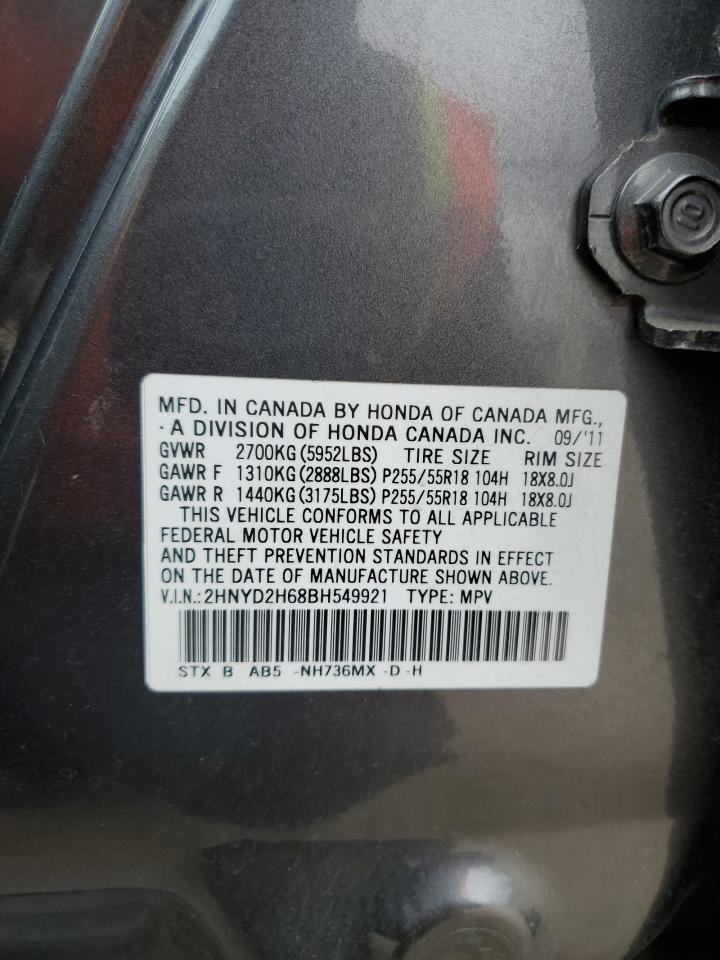 10
MFD. IN CANADA BY HONDA OF CANADA MFG.,
A DIVISION OF HONDA CANADA INC. 09/'11
GVWR 2700KG(5952LBS) TIRE SIZE RIM SIZE
GAWR F 1310KG(2888LBS) P255/55R18 104H 18X8.0J
GAWR R 1440KG(3175LBS) P255/55R18 104H 18X8.0J
THIS VEHICLE CONFORMS TO ALL APPLICABLE
FEDERAL MOTOR VEHICLE SAFETY
AND THEFT PREVENTION STANDARDS IN EFFECT
ON THE DATE OF MANUFACTURE SHOWN ABOVE.
V.I.N.:2HNYD2H68BH549921 TYPE: MPV
STX B AB5 -NH736MX -D -H